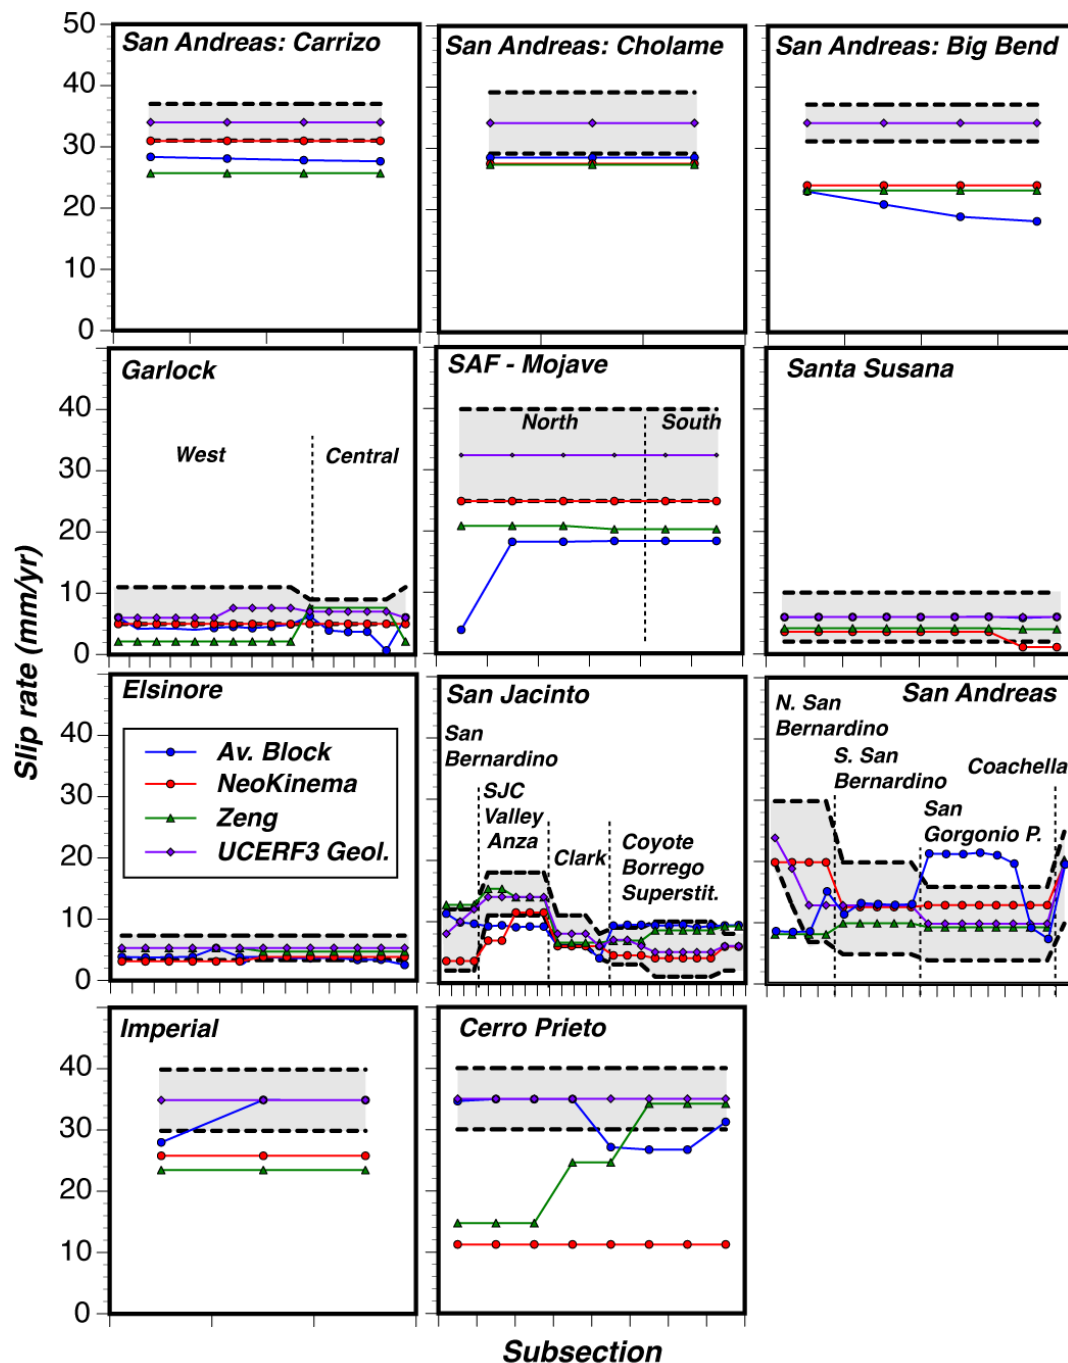 50
40
30
20
10
0
San Andreas: Carrizo
San Andreas: Cholame
San Andreas: Big Bend
40
30
20
10
0
Garlock
West
Central
SAF - Mojave
North
South
Santa Susana
Slip rate (mm/yr)
40
30
20
10
0
Elsinore
Av. Block
NeoKinema
Zeng
UCERF3 Geol.
San Jacinto
San
Bernardino
SJC
Valley
Anza
Clark
Coyote
Borrego
Superstit.
San Andreas
N. San
Bernardino
S. San
Bernardino
San
Gorgonio P.
Coachella
40
30
20
10
0
Imperial
Cerro Prieto
Subsection